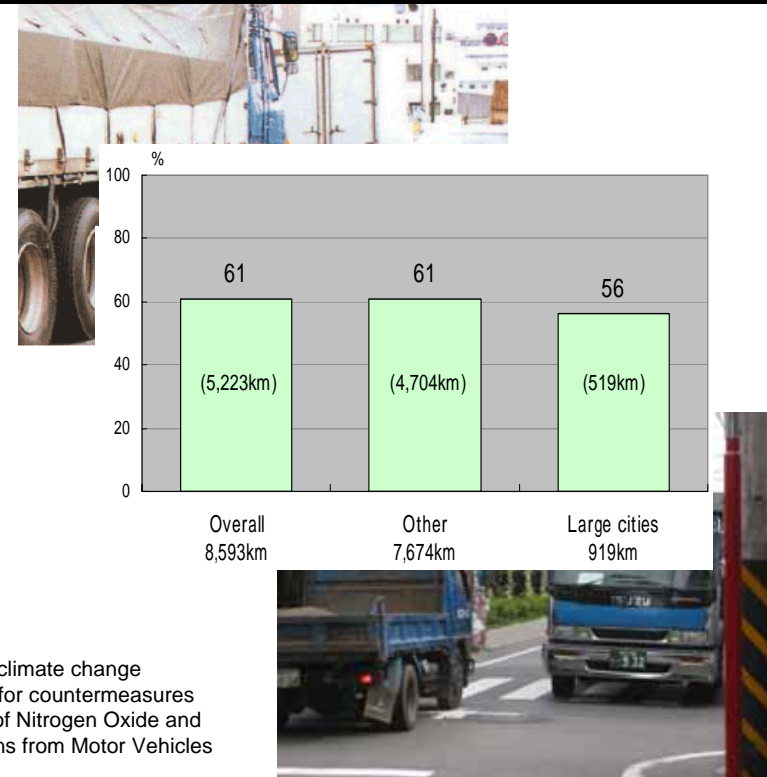 %
100
80
60
40
20
0
61
61
56
(5,223km)
(4,704km)
(519km)
Overall
Other
Large cities
8,593km
7,674km
919km
climate change
for countermeasures
of Nitrogen Oxide and
ns from Motor Vehicles
ISUZU